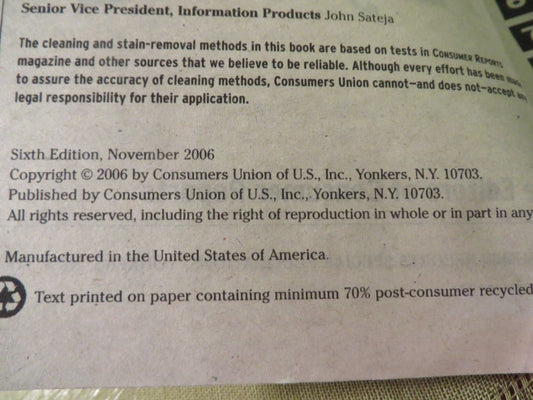 Senior Vice President, Information Products John Sateja
The cleaning and stain-removal methods in this book are based on tests in CONSUMER REPORTS
magazine and other sources that we believe to be reliable. Although every effort has been made
to assure the accuracy of cleaning methods, Consumers Union cannot—and does not—accept any
legal responsibility for their application.
Sixth Edition, November 2006
Copyright © 2006 by Consumers Union of U.S., Inc., Yonkers, N.Y. 10703.
Published by Consumers Union of U.S., Inc., Yonkers, N.Y. 10703.
All rights reserved, including the right of reproduction in whole or in part in any
Manufactured in the United States of America.
Text printed on paper containing minimum 70% post-consumer recycled